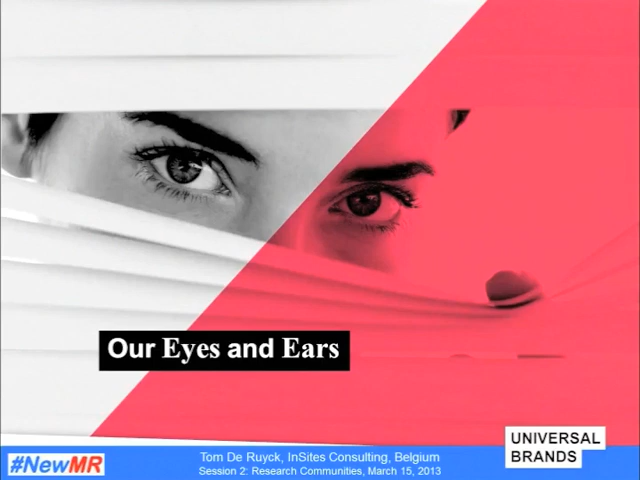 Our Eyes and Ears
UNIVERSAL
BRANDS
#NewMR
Tom De Ruyck, InSites Consulting, Belgium
Session 2: Research Communities, March 15, 2013